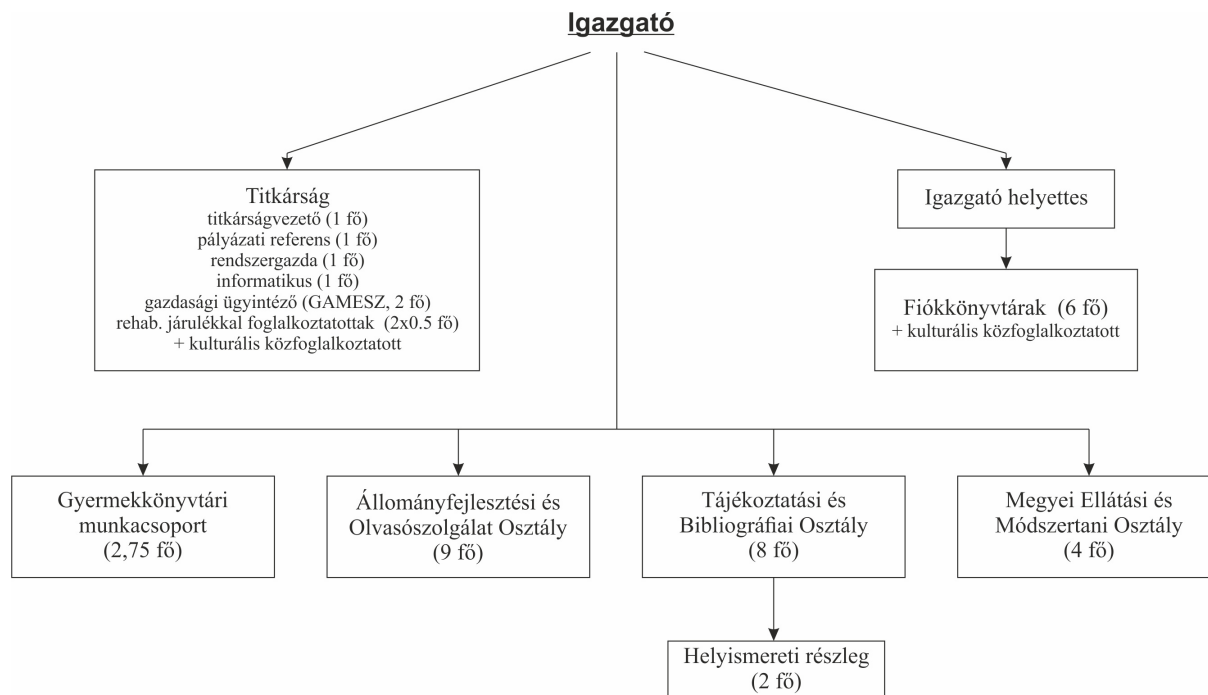 Igazgató
Titkárság
titkárságvezető (1 fő)
pályázati referens (1 fő)
rendszergazda (1 fő)
informatikus (1 fő)
gazdasági ügyintéző (GAMESZ, 2 fő)
rehab. járulékkal foglalkoztatottak (2x0.5 fő)
+ kulturális közfoglalkoztatott
Igazgató helyettes
Fiókkönyvtárak (6 fő)
+ kulturális közfoglalkoztatott
Gyermekkönyvtári
munkacsoport
(2,75 fő)
Állományfejlesztési és
Olvasószolgálat Osztály
(9 fő)
Tájékoztatási és
Bibliográfiai Osztály
(8 fő)
Megyei Ellátási és
Módszertani Osztály
(4 fő)
Helyismereti részleg
(2 fő)